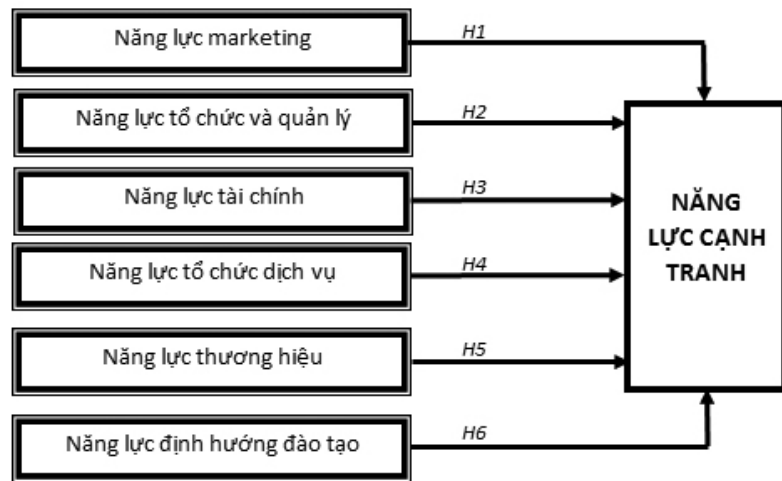 Năng lực marketing
H1
Năng lực tổ chức và quản lý
H2
Năng lực tài chính
H3
Năng lực tổ chức dịch vụ
H4
Năng lực thương hiệu
H5
Năng lực định hướng đào tạo
H6
NĂNG
LỰC CẠNH
TRANH